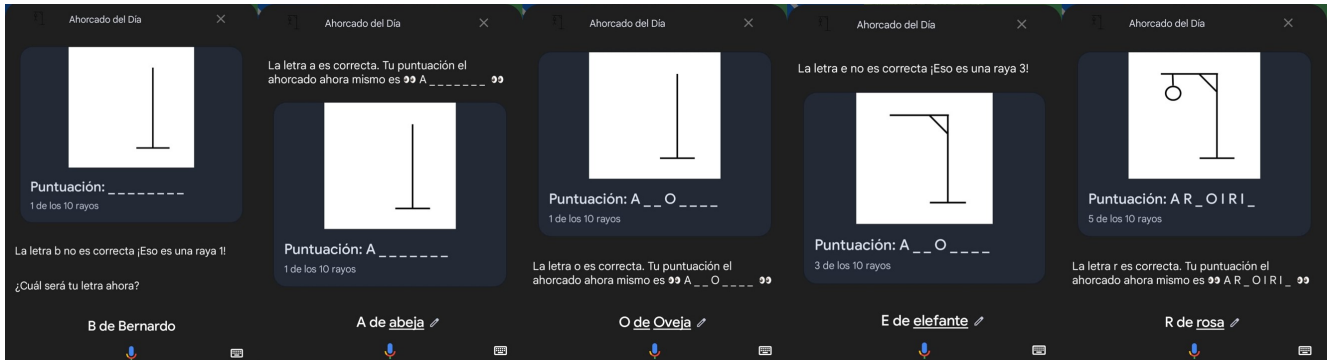 Ahorcado del Día
Puntuación: _ _ _ _ _ _ _ _
1 de los 10 rayos
La letra b no es correcta ¡Eso es una raya 1!
¿Cuál será tu letra ahora?
B de Bernardo
Ahorcado del Día
La letra a es correcta. Tu puntuación el
ahorcado ahora mismo es 👀 A _ _ _ _ _ _ _ 👀
Puntuación: A _ _ _ _ _ _ _
1 de los 10 rayos
A de abeja
Ahorcado del Día
Puntuación: A _ _ O _ _ _ _
1 de los 10 rayos
La letra o es correcta. Tu puntuación el
ahorcado ahora mismo es 👀 A _ _ O _ _ _ _ 👀
O de Oveja
Ahorcado del Día
La letra e no es correcta ¡Eso es una raya 3!
Puntuación: A _ _ O _ _ _ _
3 de los 10 rayos
E de elefante
Ahorcado del Día
Puntuación: A R _ O I R I _
5 de los 10 rayos
La letra r es correcta. Tu puntuación el
ahorcado ahora mismo es 👀 A R _ O I R I _ 👀
R de rosa